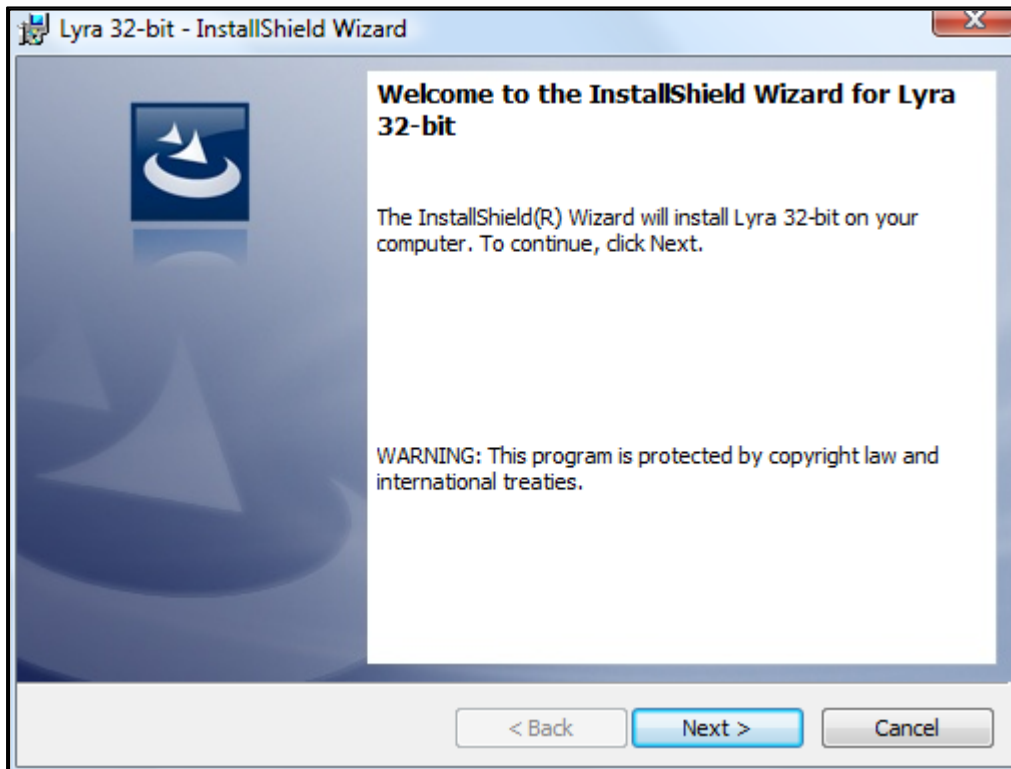 Lyra 32-bit - InstallShield Wizard
Welcome to the InstallShield Wizard for Lyra
32-bit
The InstallShield(R) Wizard will install Lyra 32-bit on your
computer. To continue, click Next.
WARNING: This program is protected by copyright law and
international treaties.
< Back Next > Cancel